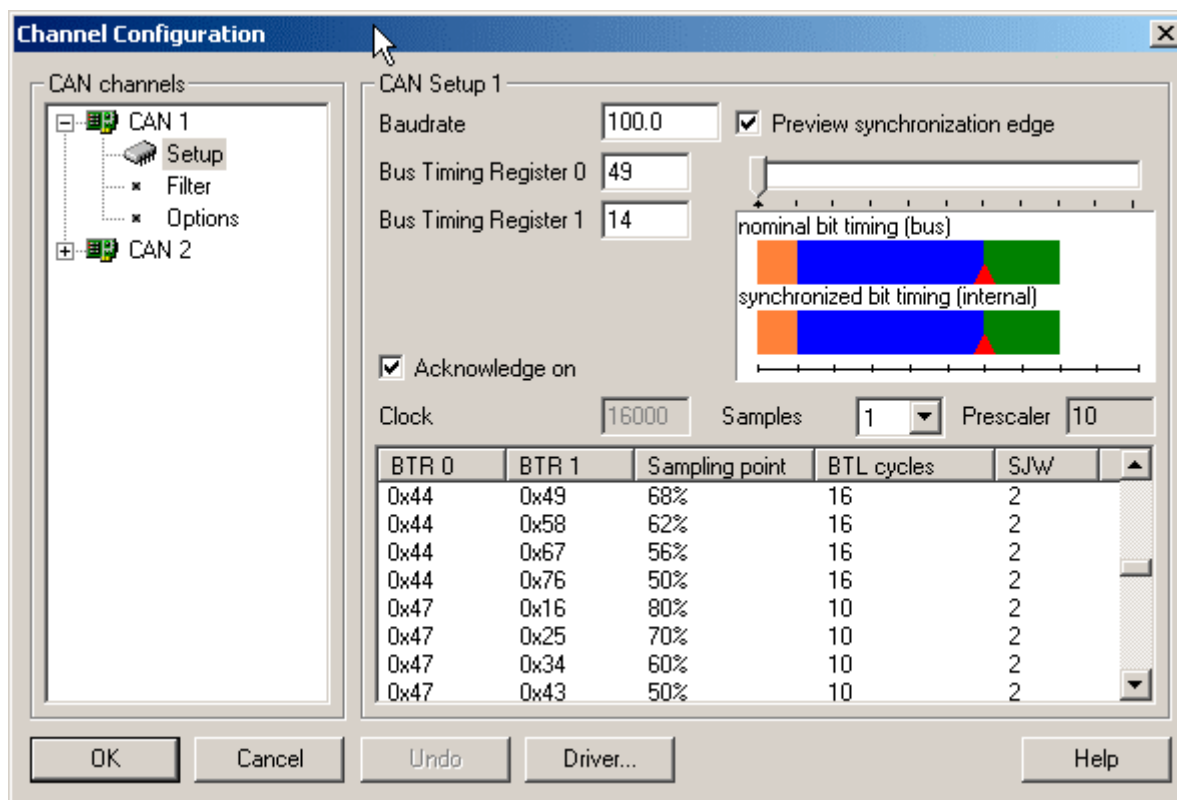 Channel Configuration
CAN channels
CAN 1
Setup
Filter
Options
CAN 2
CAN Setup 1
Baudrate 100.0
Preview synchronization edge
Bus Timing Register 0 49
Bus Timing Register 1 14
nominal bit timing (bus)
synchronized bit timing (internal)
Acknowledge on
Clock 16000 Samples 1 Prescaler 10
BTR 0 BTR 1 Sampling point BTL cycles SJW
0x44 0x49 68% 16 2
0x44 0x58 62% 16 2
0x44 0x67 56% 16 2
0x44 0x76 50% 16 2
0x47 0x16 80% 10 2
0x47 0x25 70% 10 2
0x47 0x34 60% 10 2
0x47 0x43 50% 10 2
OK Cancel Undo Driver... Help